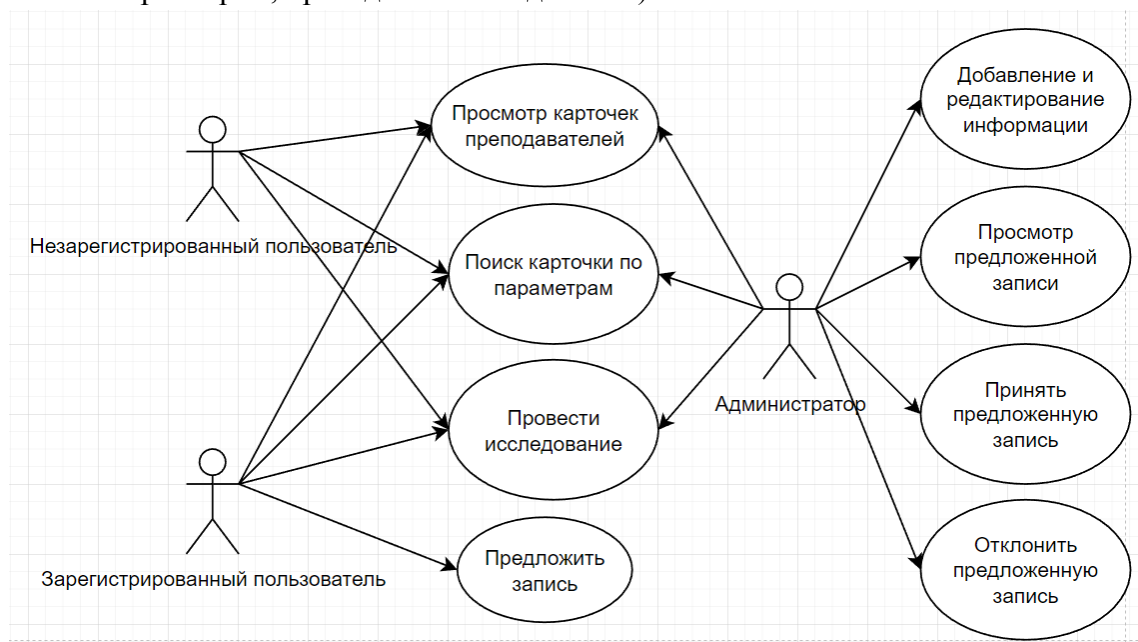 Просмотр карточек
преподавателей
Незарегистрированный пользователь
Поиск карточки по
параметрам
Провести
исследование
Зарегистрированный пользователь
Предложить
запись
Администратор
Добавление и
редактирование
информации
Просмотр
предложенной
записи
Принять
предложенную
запись
Отклонить
предложенную
запись